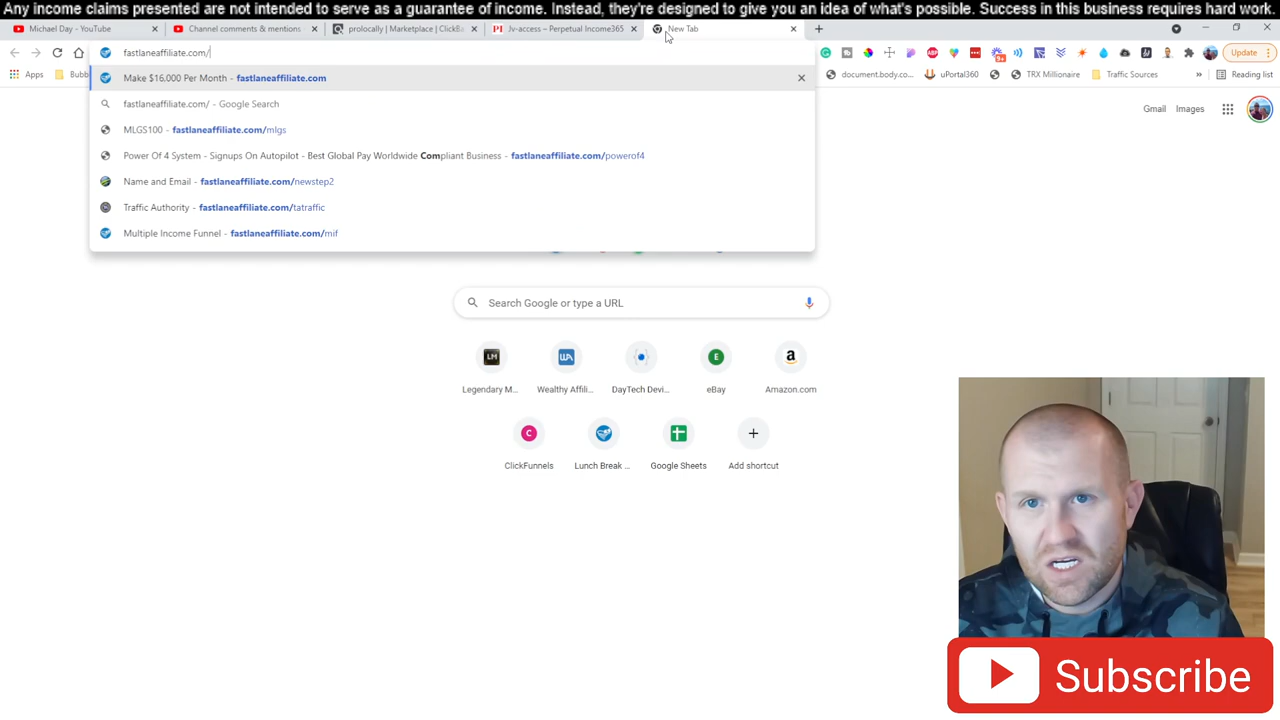 Any income claims presented are not intended to serve as a guarantee of income. Instead, they're designed to give you an idea of what's possible. Success in this business requires hard work.
Michael Day - YouTube
Channel comments & mentions
prolocally | Marketplace | ClickBa
Jv-access – Perpetual Income365
New Tab
fastlaneaffiliate.com/
Update
Apps
Bubb
document.body.co...
uPortal360
TRX Millionaire
Traffic Sources
Reading list
Make $16,000 Per Month - fastlaneaffiliate.com
fastlaneaffiliate.com/ - Google Search
MLGS100 - fastlaneaffiliate.com/mlgs
Power Of 4 System - Signups On Autopilot - Best Global Pay Worldwide Compliant Business - fastlaneaffiliate.com/powerof4
Name and Email - fastlaneaffiliate.com/newstep2
Traffic Authority - fastlaneaffiliate.com/tatraffic
Multiple Income Funnel - fastlaneaffiliate.com/mif
Gmail Images
Search Google or type a URL
LM
WA
E
a
Legendary M...
Wealthy Affili...
DayTech Devi...
eBay
Amazon.com
C
ClickFunnels
Lunch Break ...
Google Sheets
Add shortcut
Subscribe